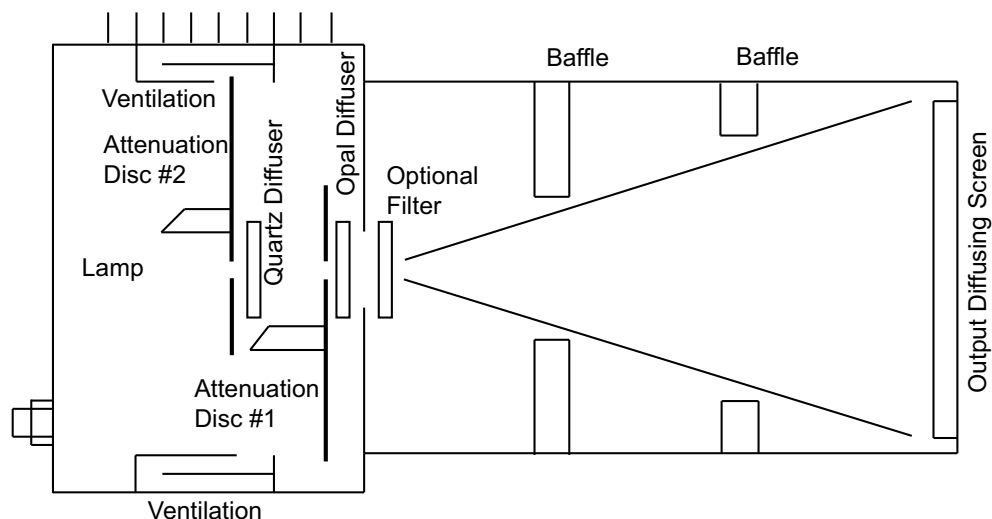 Baffle
Baffle
Ventilation
Attenuation
Disc #2
Quartz Diffuser
Opal Diffuser
Optional
Filter
Lamp
Output Diffusing Screen
Attenuation
Disc #1
Ventilation